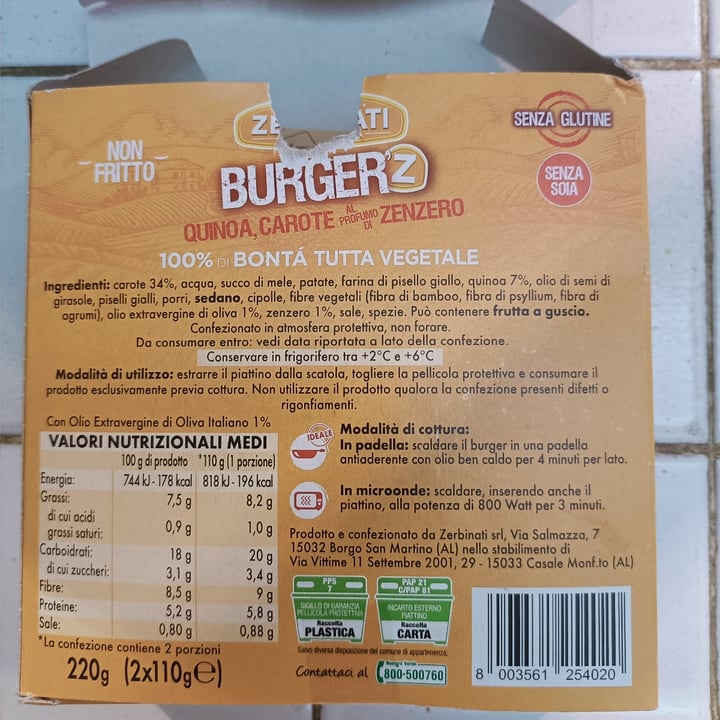 ZE ATI
SENZA GLUTINE
NON
FRITTO
BURGER'Z
SENZA
SOIA
QUINOA, CAROTE AL PROFUMO DI ZENZERO
100% DI BONTÁ TUTTA VEGETALE
Ingredienti: carote 34%, acqua, succo di mele, patate, farina di pisello giallo, quinoa 7%, olio di semi di
girasole, piselli gialli, porri, sedano, cipolle, fibre vegetali (fibra di bamboo, fibra di psyllium, fibra di
agrumi), olio extravergine di oliva 1%, zenzero 1%, sale, spezie. Può contenere frutta a guscio.
Confezionato in atmosfera protettiva, non forare.
Da consumare entro: vedi data riportata a lato della confezione.
Conservare in frigorifero tra +2°C e +6°C
Modalità di utilizzo: estrarre il piattino dalla scatola, togliere la pellicola protettiva e consumare il
prodotto esclusivamente previa cottura. Non utilizzare il prodotto qualora la confezione presenti difetti o
rigonfiamenti.
Con Olio Extravergine di Oliva Italiano 1%
VALORI NUTRIZIONALI MEDI
100 g di prodotto *110 g (1 porzione)
Energia: 744 kJ - 178 kcal 818 kJ - 196 kcal
Grassi: 7,5 g 8,2 g
di cui acidi
grassi saturi: 0,9 g 1,0 g
Carboidrati: 18 g 20 g
di cui zuccheri: 3,1 g 3,4 g
Fibre: 8,5 g 9 g
Proteine: 5,2 g 5,8 g
Sale: 0,80 g 0,88 g
*La confezione contiene 2 porzioni
220g (2x110g℮)
IDEALE
Modalità di cottura:
In padella: scaldare il burger in una padella
antiaderente con olio ben caldo per 4 minuti per lato.
In microonde: scaldare, inserendo anche il
piattino, alla potenza di 800 Watt per 3 minuti.
Prodotto e confezionato da Zerbinati srl, Via Salmazza, 7
15032 Borgo San Martino (AL) nello stabilimento di
Via Vittime 11 Settembre 2001, 29 - 15033 Casale Monf.to (AL)
PP5
7
SIGILLO DI GARANZIA
PELLICOLA PROTETTIVA
Raccolta
PLASTICA
PAP 21
C/PAP 81
INCARTO ESTERNO
PIATTINO
Raccolta
CARTA
Salvo diversa disposizione del comune di appartenenza.
Contattaci al Numero Verde 800-500760
8 003561 254020